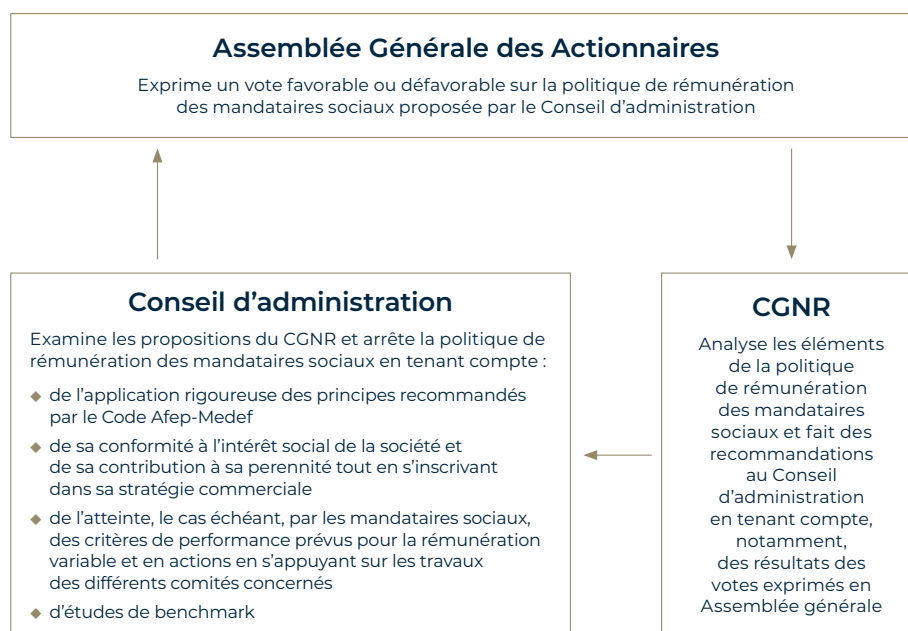 Assemblée Générale des Actionnaires
Exprime un vote favorable ou défavorable sur la politique de rémunération
des mandataires sociaux proposée par le Conseil d'administration
Conseil d'administration
Examine les propositions du CGNR et arrête la politique de
rémunération des mandataires sociaux en tenant compte :
◆ de l'application rigoureuse des principes recommandés
par le Code Afep-Medef
◆ de sa conformité à l'intérêt social de la société et
de sa contribution à sa perennité tout en s'inscrivant
dans sa stratégie commerciale
◆ de l'atteinte, le cas échéant, par les mandataires sociaux,
des critères de performance prévus pour la rémunération
variable et en actions en s'appuyant sur les travaux
des différents comités concernés
◆ d'études de benchmark
CGNR
Analyse les éléments
de la politique
de rémunération
des mandataires
sociaux et fait des
recommandations
au Conseil
d'administration
en tenant compte,
notamment,
des résultats des
votes exprimés en
Assemblée générale